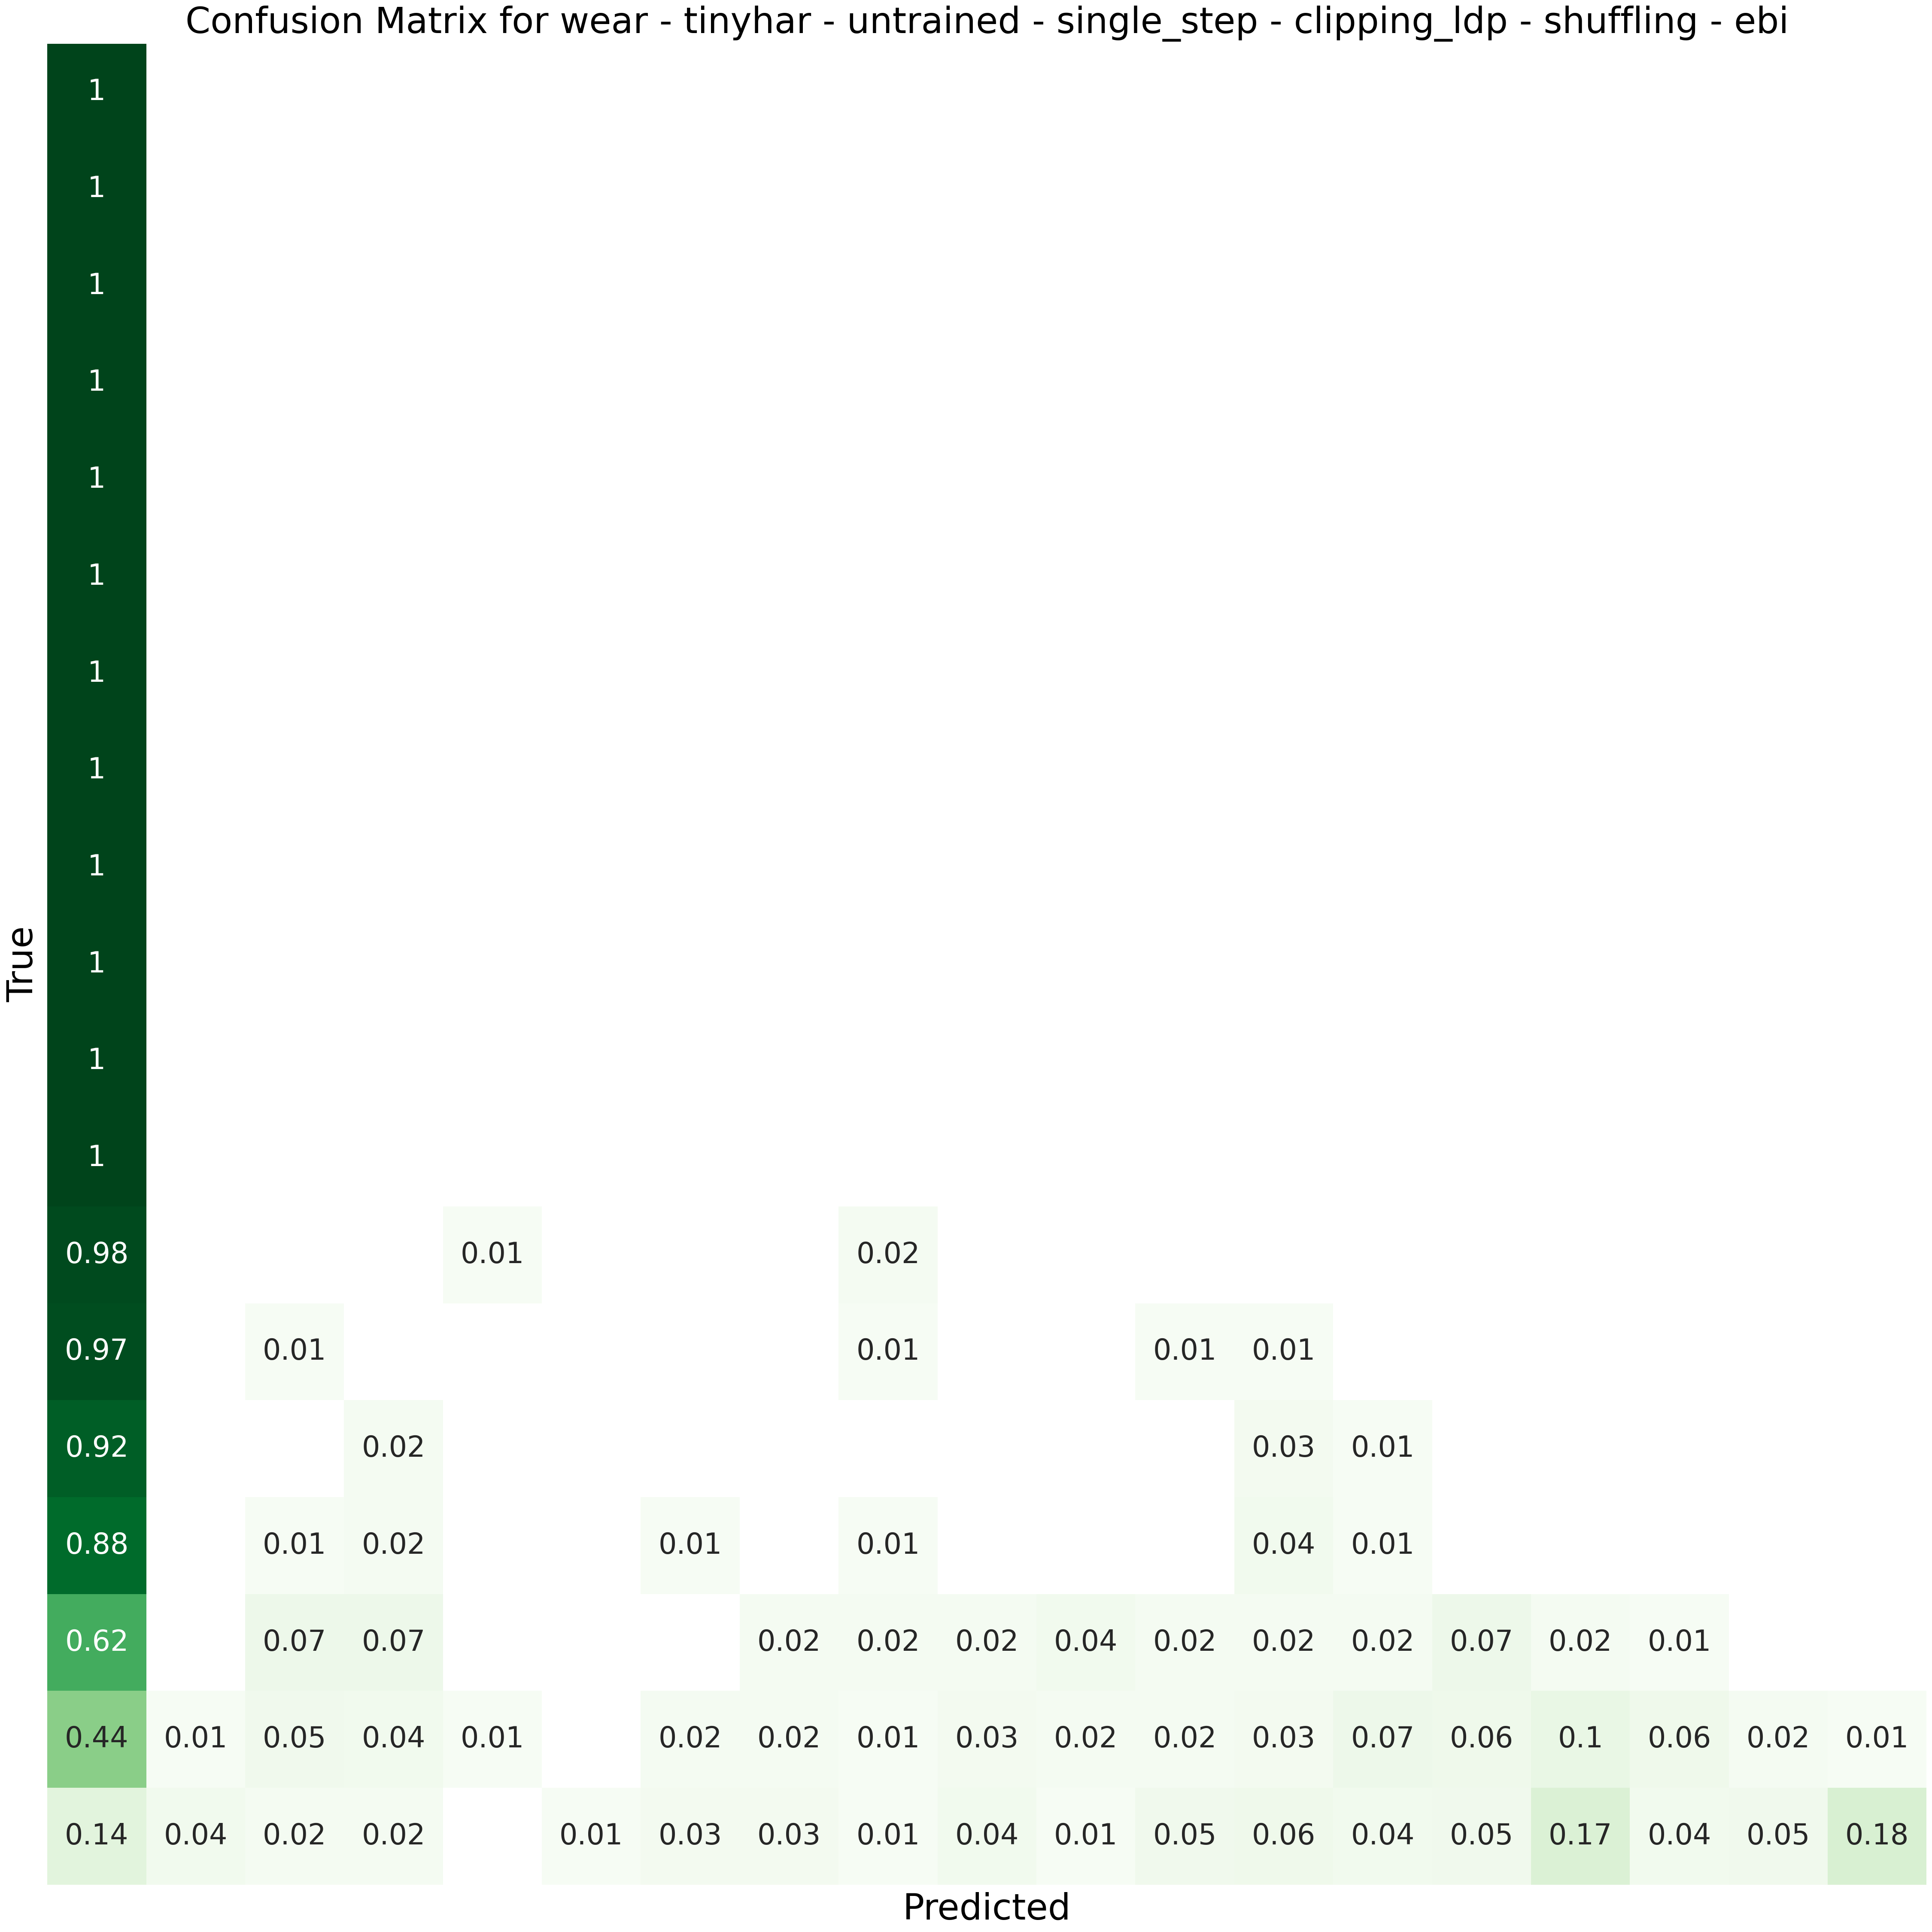 Confusion Matrix for wear - tinyhar - untrained - single_step - clipping_ldp - shuffling - ebi
1
1
1
1
1
1
1
1
1
1
1
1
0.98 0.01 0.02
0.97 0.01 0.01 0.01 0.01
0.92 0.02 0.03 0.01
0.88 0.01 0.02 0.01 0.01 0.04 0.01
0.62 0.07 0.07 0.02 0.02 0.02 0.04 0.02 0.02 0.02 0.07 0.02 0.01
0.44 0.01 0.05 0.04 0.01 0.02 0.02 0.01 0.03 0.02 0.02 0.03 0.07 0.06 0.1 0.06 0.02 0.01
0.14 0.04 0.02 0.02 0.01 0.03 0.03 0.01 0.04 0.01 0.05 0.06 0.04 0.05 0.17 0.04 0.05 0.18
True
Predicted